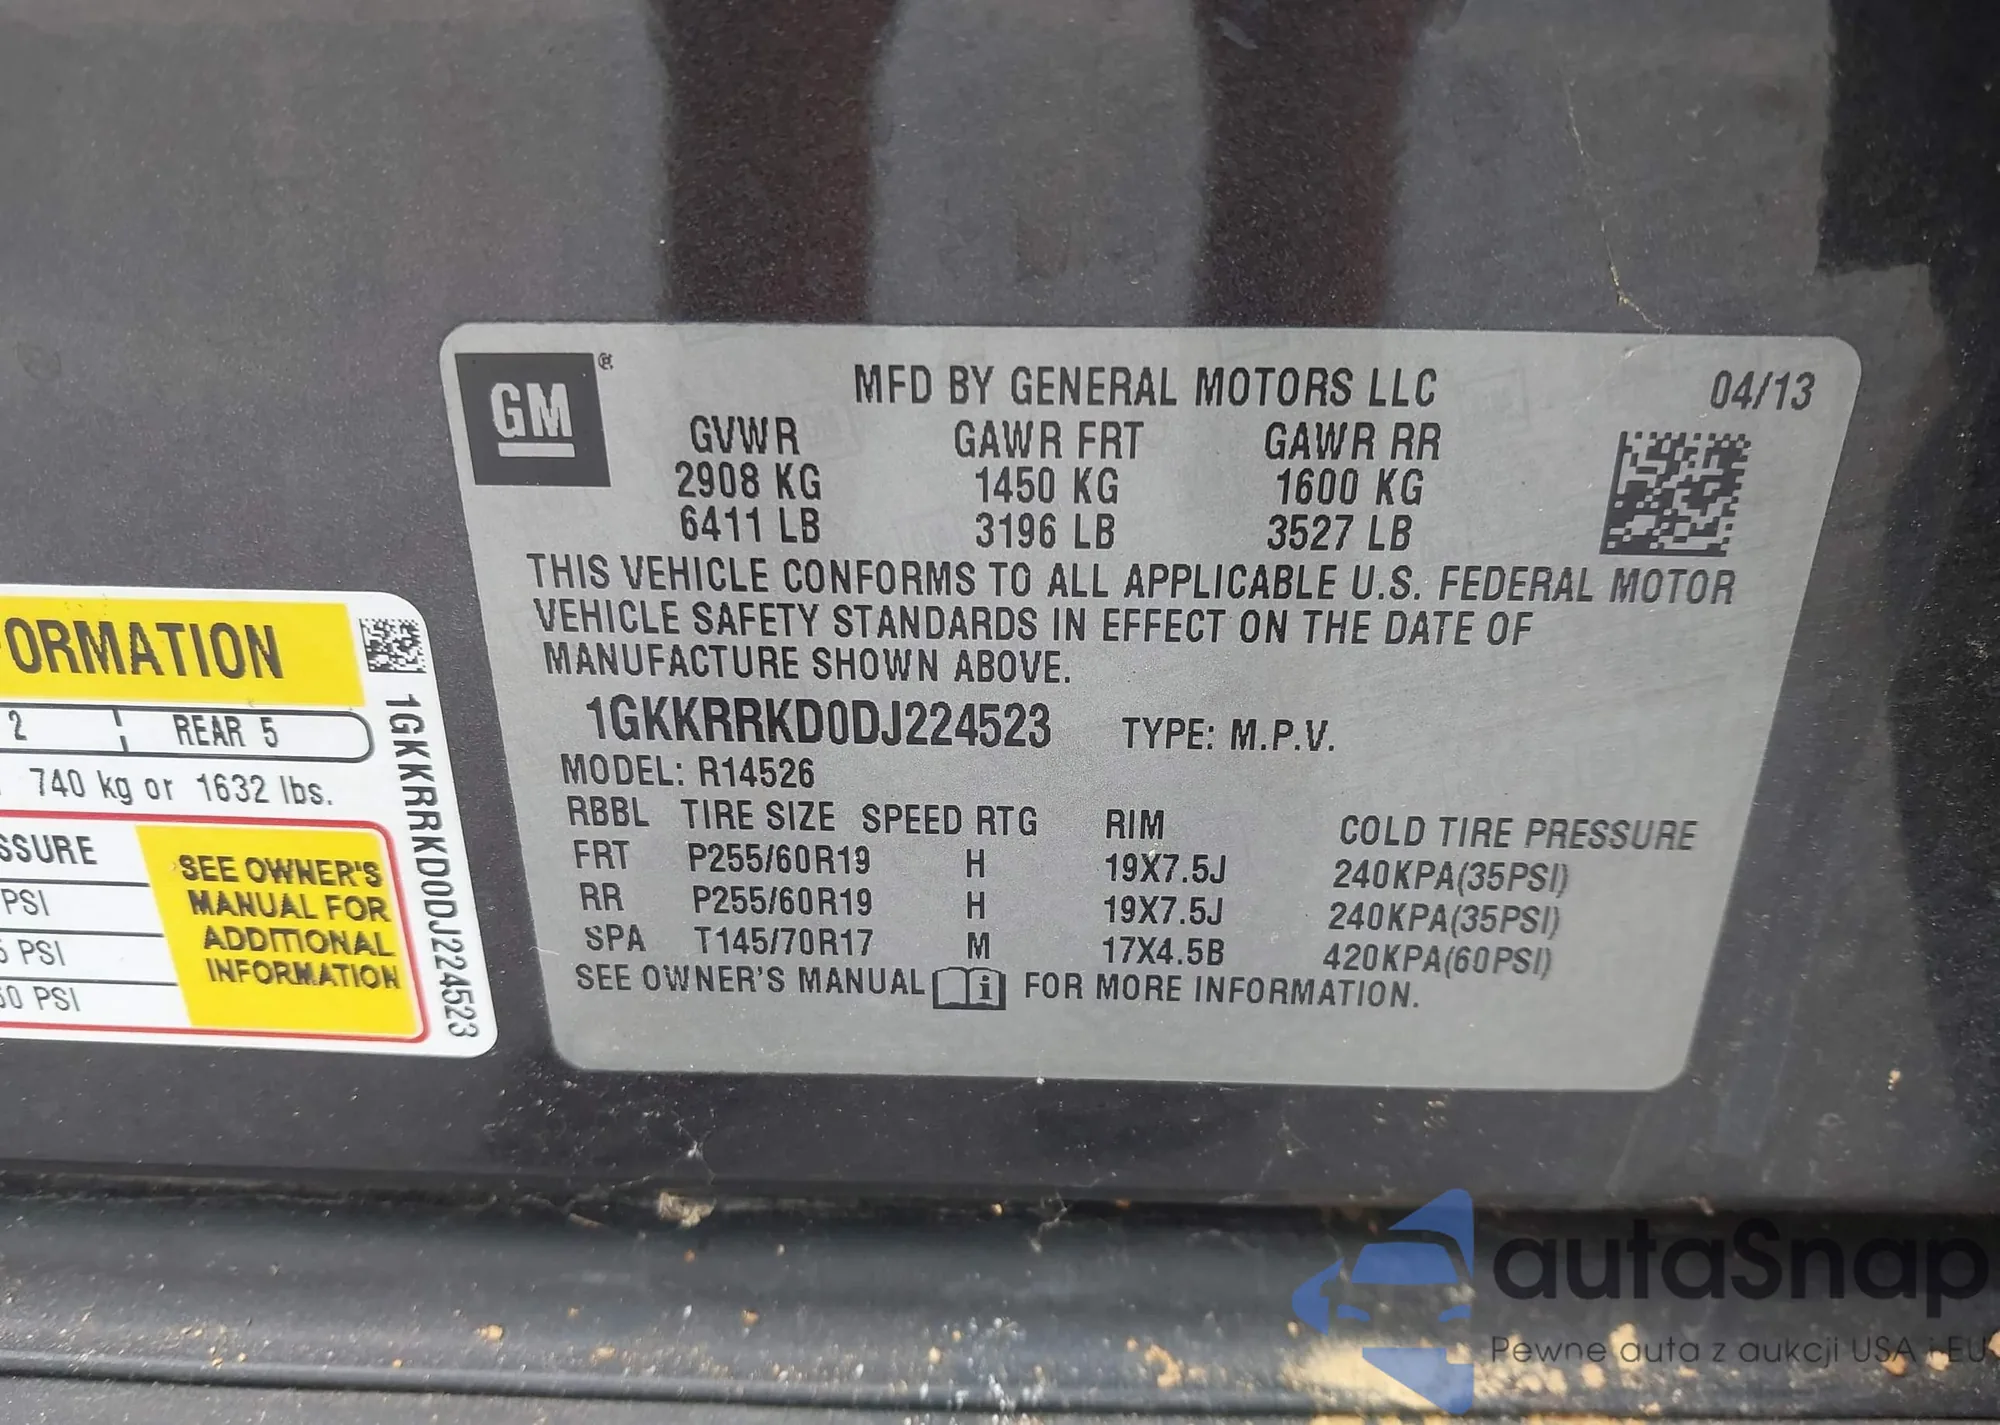 GM
MFD BY GENERAL MOTORS LLC 04/13
GVWR GAWR FRT GAWR RR
2908 KG 1450 KG 1600 KG
6411 LB 3196 LB 3527 LB
THIS VEHICLE CONFORMS TO ALL APPLICABLE U.S. FEDERAL MOTOR
VEHICLE SAFETY STANDARDS IN EFFECT ON THE DATE OF
MANUFACTURE SHOWN ABOVE.
1GKKRRKD0DJ224523 TYPE: M.P.V.
MODEL: R14526
RBBL TIRE SIZE SPEED RTG RIM COLD TIRE PRESSURE
FRT P255/60R19 H 19X7.5J 240KPA(35PSI)
RR P255/60R19 H 19X7.5J 240KPA(35PSI)
SPA T145/70R17 M 17X4.5B 420KPA(60PSI)
SEE OWNER'S MANUAL i FOR MORE INFORMATION.
ORMATION
2 REAR 5
740 kg or 1632 lbs.
SSURE
PSI
5 PSI
60 PSI
SEE OWNER'S
MANUAL FOR
ADDITIONAL
INFORMATION
1GKKRRKD0DJ224523
autaSnap
Pewne auta z aukcji USA i EU